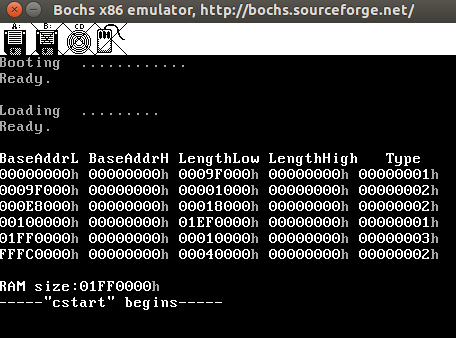 Bochs x86 emulator, http://bochs.sourceforge.net/
A: B: CD
Booting ............
Ready.
Loading .........
Ready.
BaseAddrL BaseAddrH LengthLow LengthHigh Type
00000000h 00000000h 0009F000h 00000000h 00000001h
0009F000h 00000000h 00001000h 00000000h 00000002h
000E8000h 00000000h 00018000h 00000000h 00000002h
00100000h 00000000h 01EF0000h 00000000h 00000001h
01FF0000h 00000000h 00010000h 00000000h 00000003h
FFFC0000h 00000000h 00040000h 00000000h 00000002h
RAM size:01FF0000h
-----"cstart" begins-----